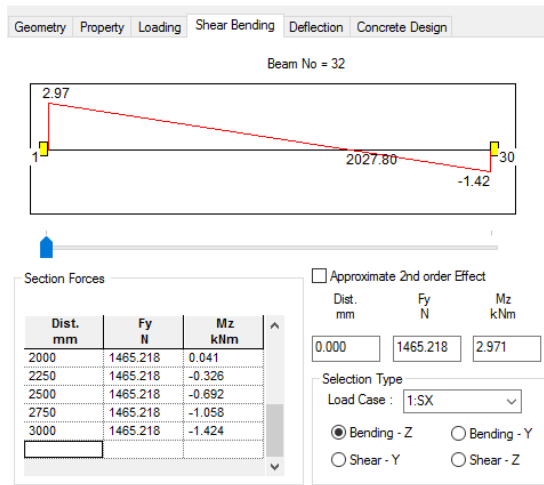 Geometry Property Loading Shear Bending Deflection Concrete Design
Beam No = 32
2.97
1 2027.80 30
-1.42
Section Forces
Dist. Fy Mz
mm N kNm
2000 1465.218 0.041
2250 1465.218 -0.326
2500 1465.218 -0.692
2750 1465.218 -1.058
3000 1465.218 -1.424
Approximate 2nd order Effect
Dist. Fy Mz
mm N kNm
0.000 1465.218 2.971
Selection Type
Load Case : 1:SX
Bending - Z Bending - Y
Shear - Y Shear - Z